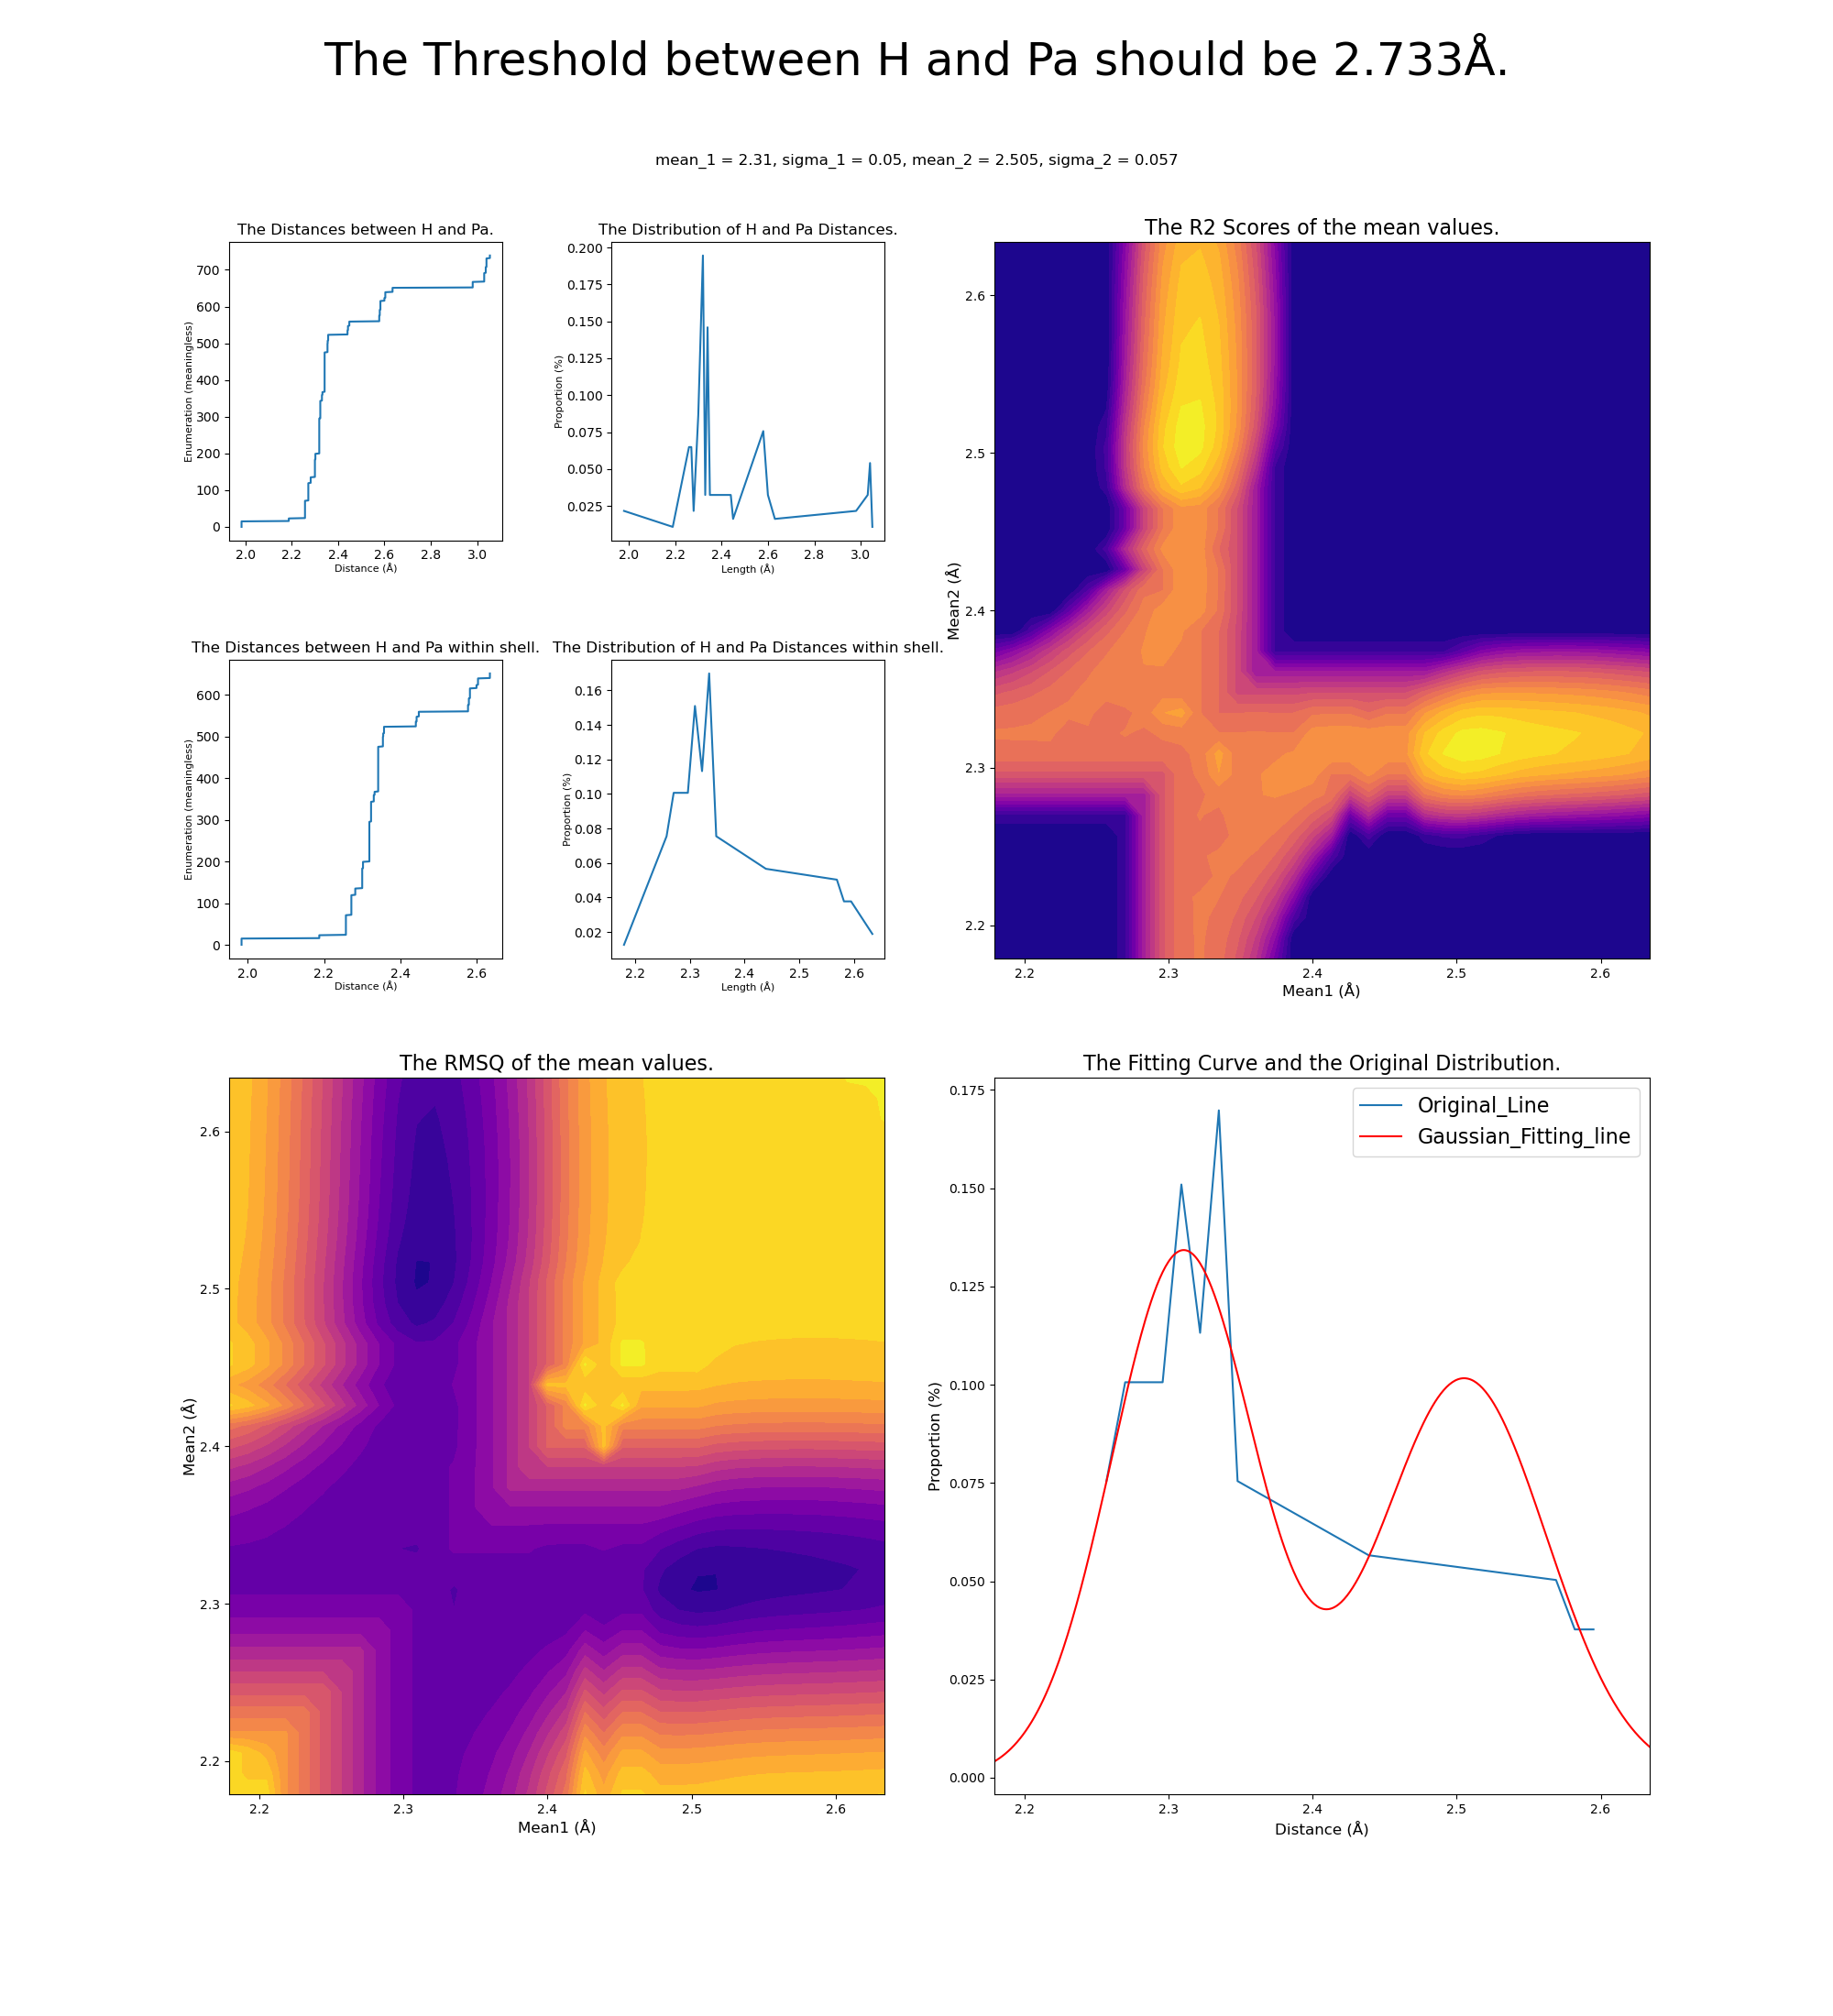 The Threshold between H and Pa should be 2.733Å.
mean_1 = 2.31, sigma_1 = 0.05, mean_2 = 2.505, sigma_2 = 0.057
The Distances between H and Pa.
700
600
500
400
300
200
100
0
Enumeration (meaningless)
2.0 2.2 2.4 2.6 2.8 3.0
Distance (Å)
The Distribution of H and Pa Distances.
0.200
0.175
0.150
0.125
0.100
0.075
0.050
0.025
Proportion (%)
2.0 2.2 2.4 2.6 2.8 3.0
Length (Å)
The R2 Scores of the mean values.
2.6
2.5
2.4
2.3
2.2
Mean2 (Å)
2.2 2.3 2.4 2.5 2.6
Mean1 (Å)
The Distances between H and Pa within shell.
600
500
400
300
200
100
0
Enumeration (meaningless)
2.0 2.2 2.4 2.6
Distance (Å)
The Distribution of H and Pa Distances within shell.
0.16
0.14
0.12
0.10
0.08
0.06
0.04
0.02
Proportion (%)
2.2 2.3 2.4 2.5 2.6
Length (Å)
The RMSQ of the mean values.
2.6
2.5
2.4
2.3
2.2
Mean2 (Å)
2.2 2.3 2.4 2.5 2.6
Mean1 (Å)
The Fitting Curve and the Original Distribution.
Original_Line
Gaussian_Fitting_line
0.175
0.150
0.125
0.100
0.075
0.050
0.025
0.000
Proportion (%)
2.2 2.3 2.4 2.5 2.6
Distance (Å)